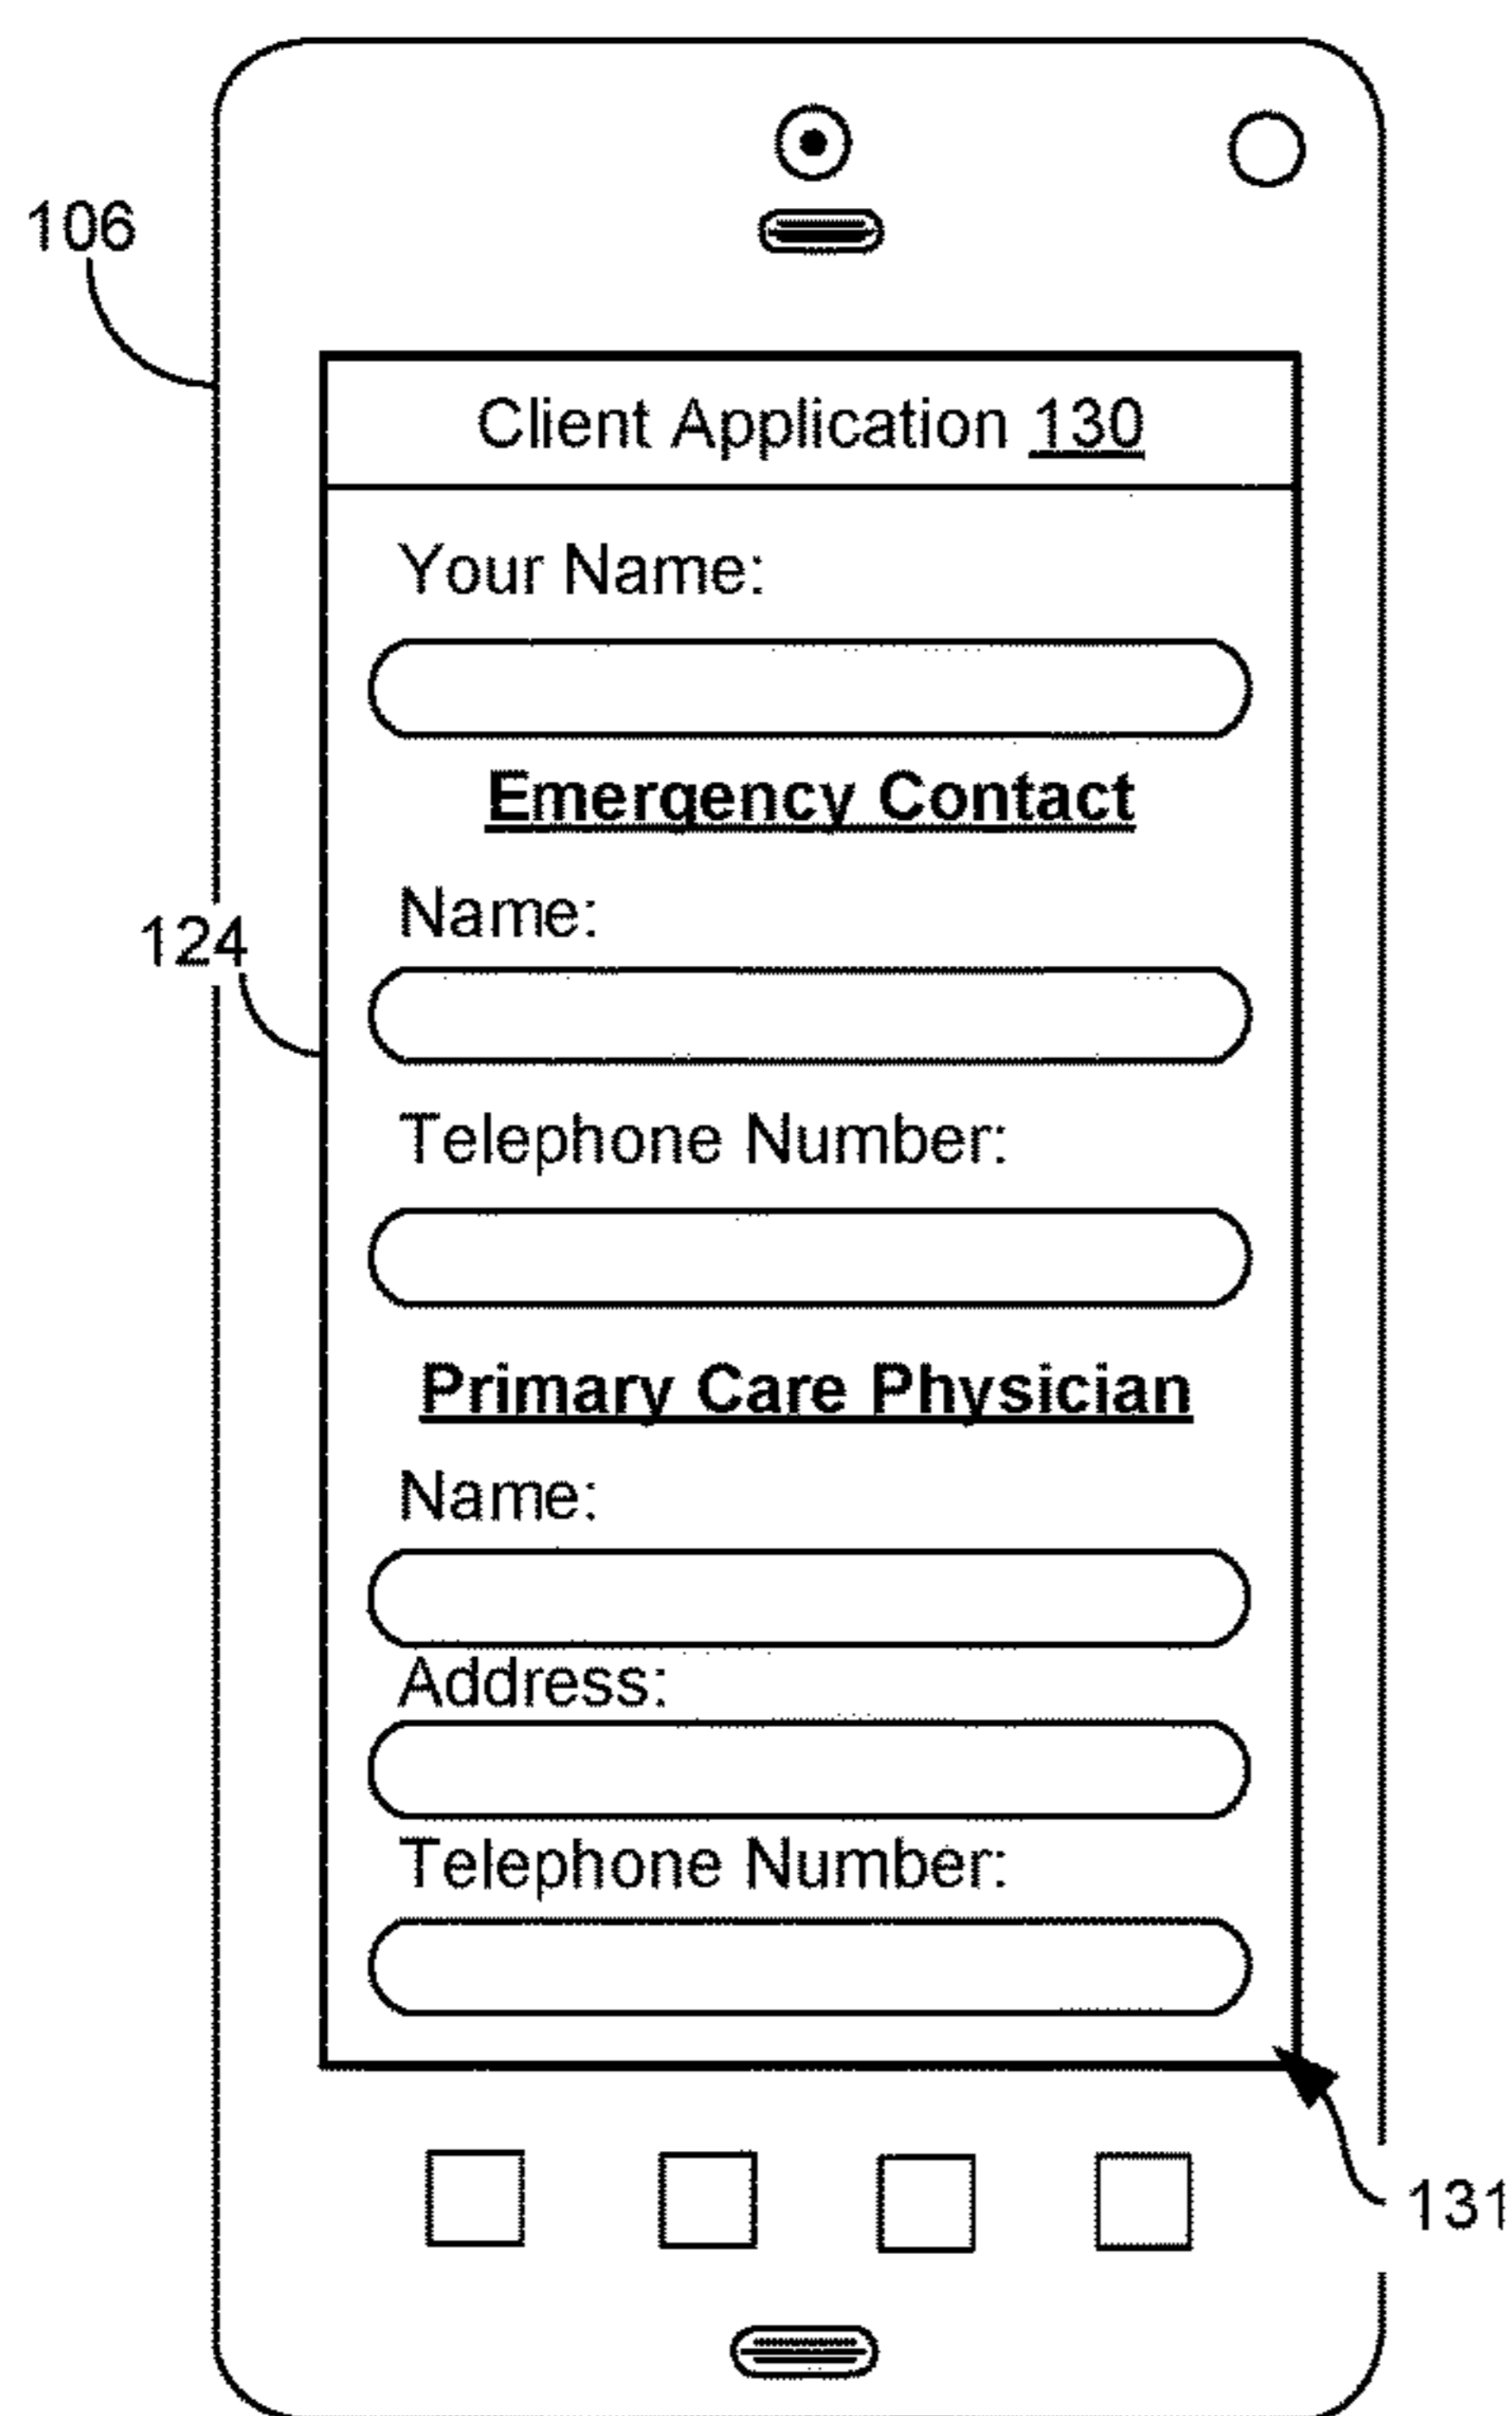 106
Client Application 130
Your Name:
Emergency Contact
Name:
124
Telephone Number:
Primary Care Physician
Name:
Address:
Telephone Number:
131